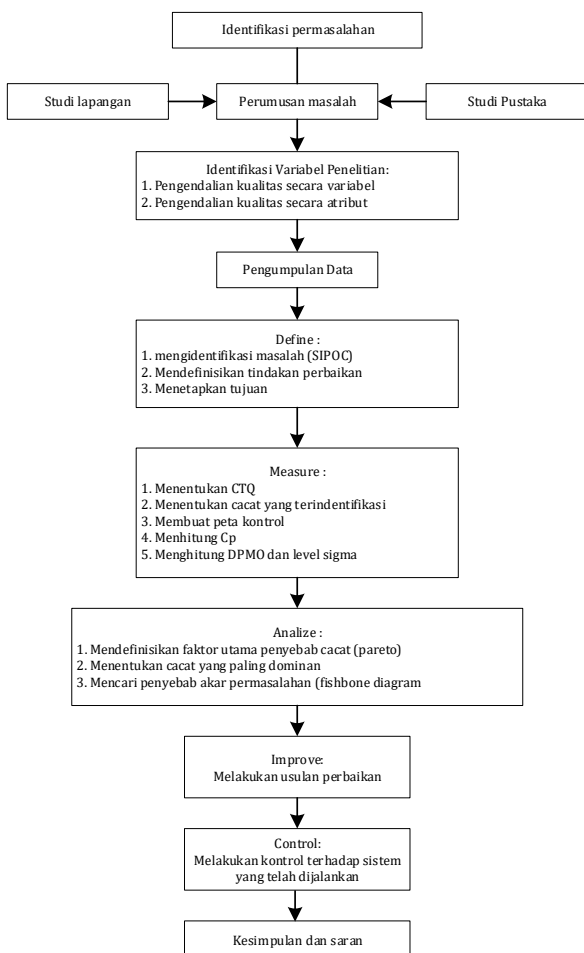 Identifikasi permasalahan
Studi lapangan
Perumusan masalah
Studi Pustaka
Identifikasi Variabel Penelitian:
1. Pengendalian kualitas secara variabel
2. Pengendalian kualitas secara atribut
Pengumpulan Data
Define :
1. mengidentifikasi masalah (SIPOC)
2. Mendefinisikan tindakan perbaikan
3. Menetapkan tujuan
Measure :
1. Menentukan CTQ
2. Menentukan cacat yang terindentifikasi
3. Membuat peta kontrol
4. Menhitung Cp
5. Menghitung DPMO dan level sigma
Analize :
1. Mendefinisikan faktor utama penyebab cacat (pareto)
2. Menentukan cacat yang paling dominan
3. Mencari penyebab akar permasalahan (fishbone diagram
Improve:
Melakukan usulan perbaikan
Control:
Melakukan kontrol terhadap sistem
yang telah dijalankan
Kesimpulan dan saran